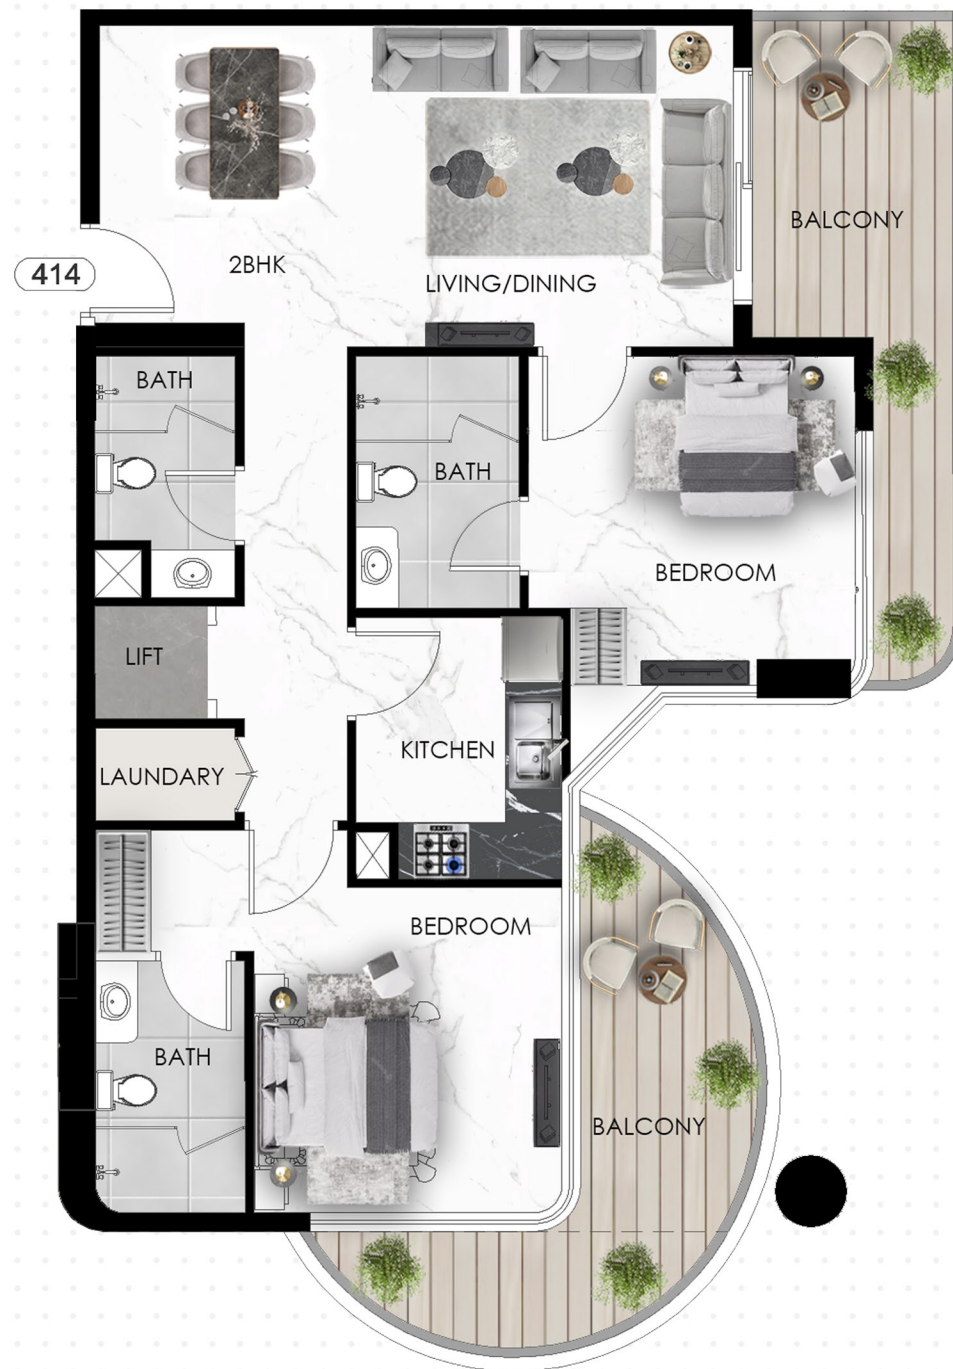 BALCONY
414
2BHK
LIVING/DINING
BATH
BATH
BEDROOM
LIFT
KITCHEN
LAUNDARY
BEDROOM
BATH
BALCONY